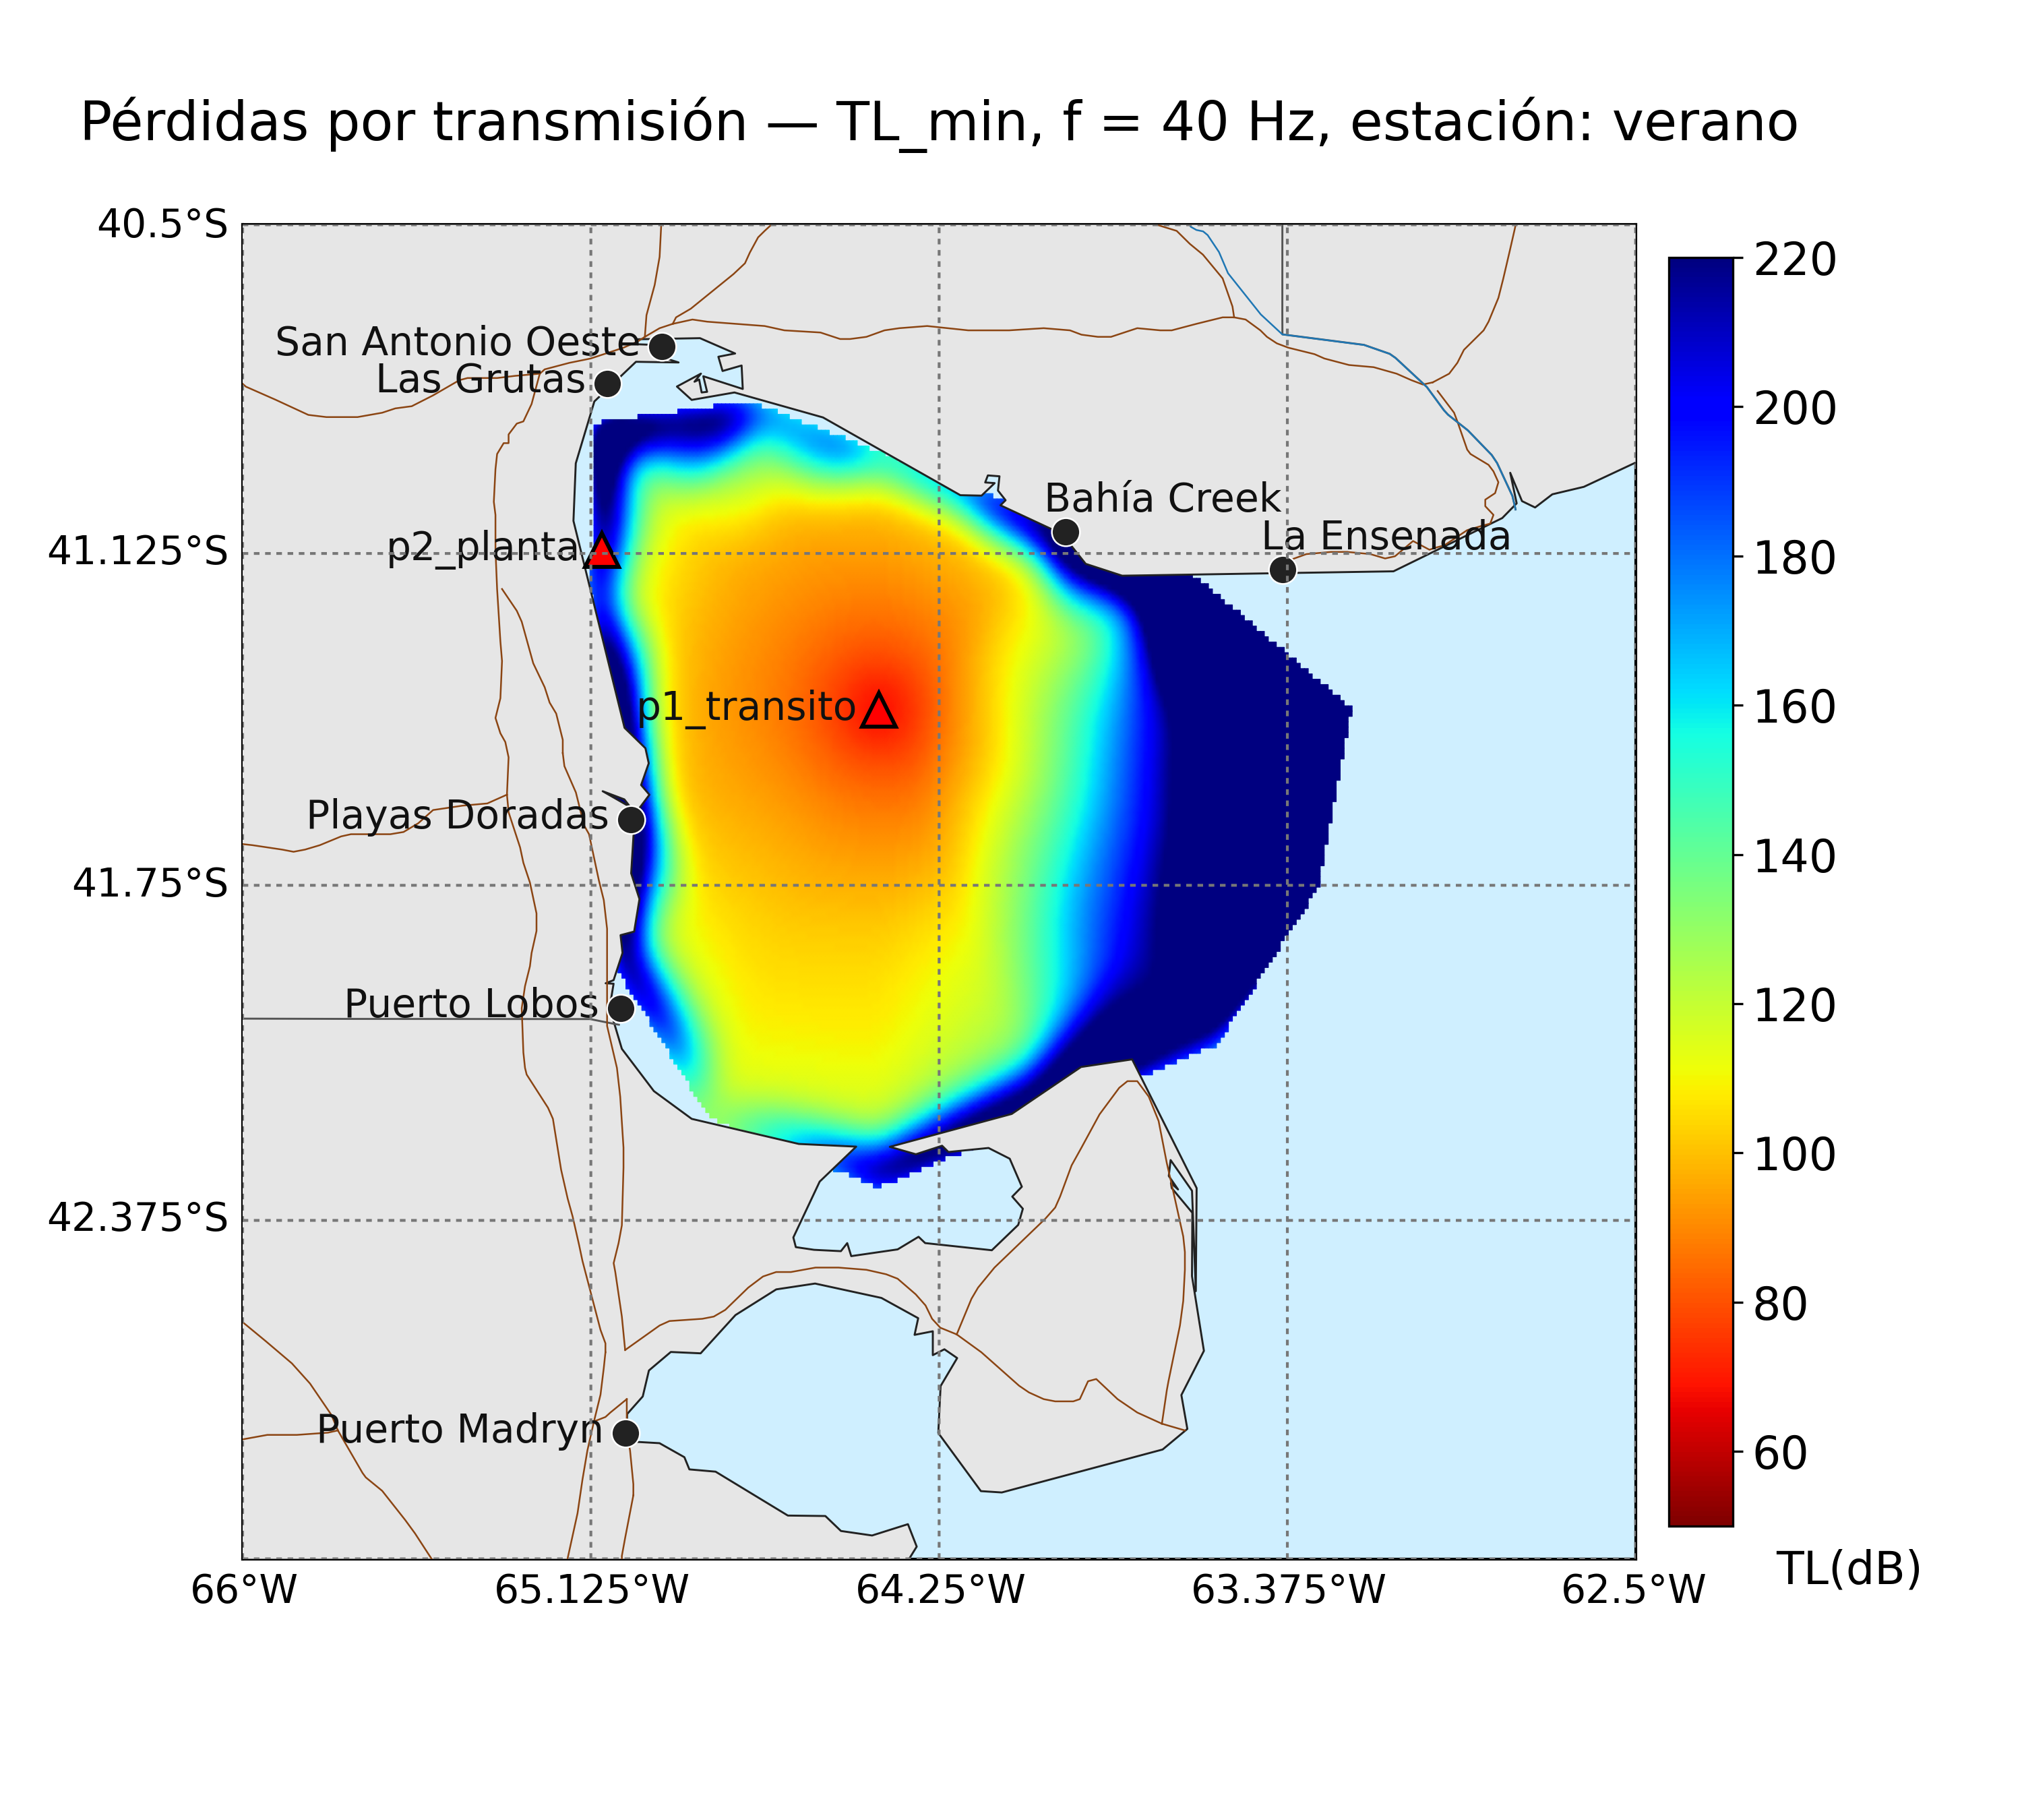 Pérdidas por transmisión — TL_min, f = 40 Hz, estación: verano
40.5°S
220
San Antonio Oeste
Las Grutas
200
Bahía Creek
La Ensenada
p2_planta
41.125°S
180
p1_transito
160
Playas Doradas
140
41.75°S
Puerto Lobos
120
100
42.375°S
80
Puerto Madryn
60
TL(dB)
66°W
65.125°W
64.25°W
63.375°W
62.5°W